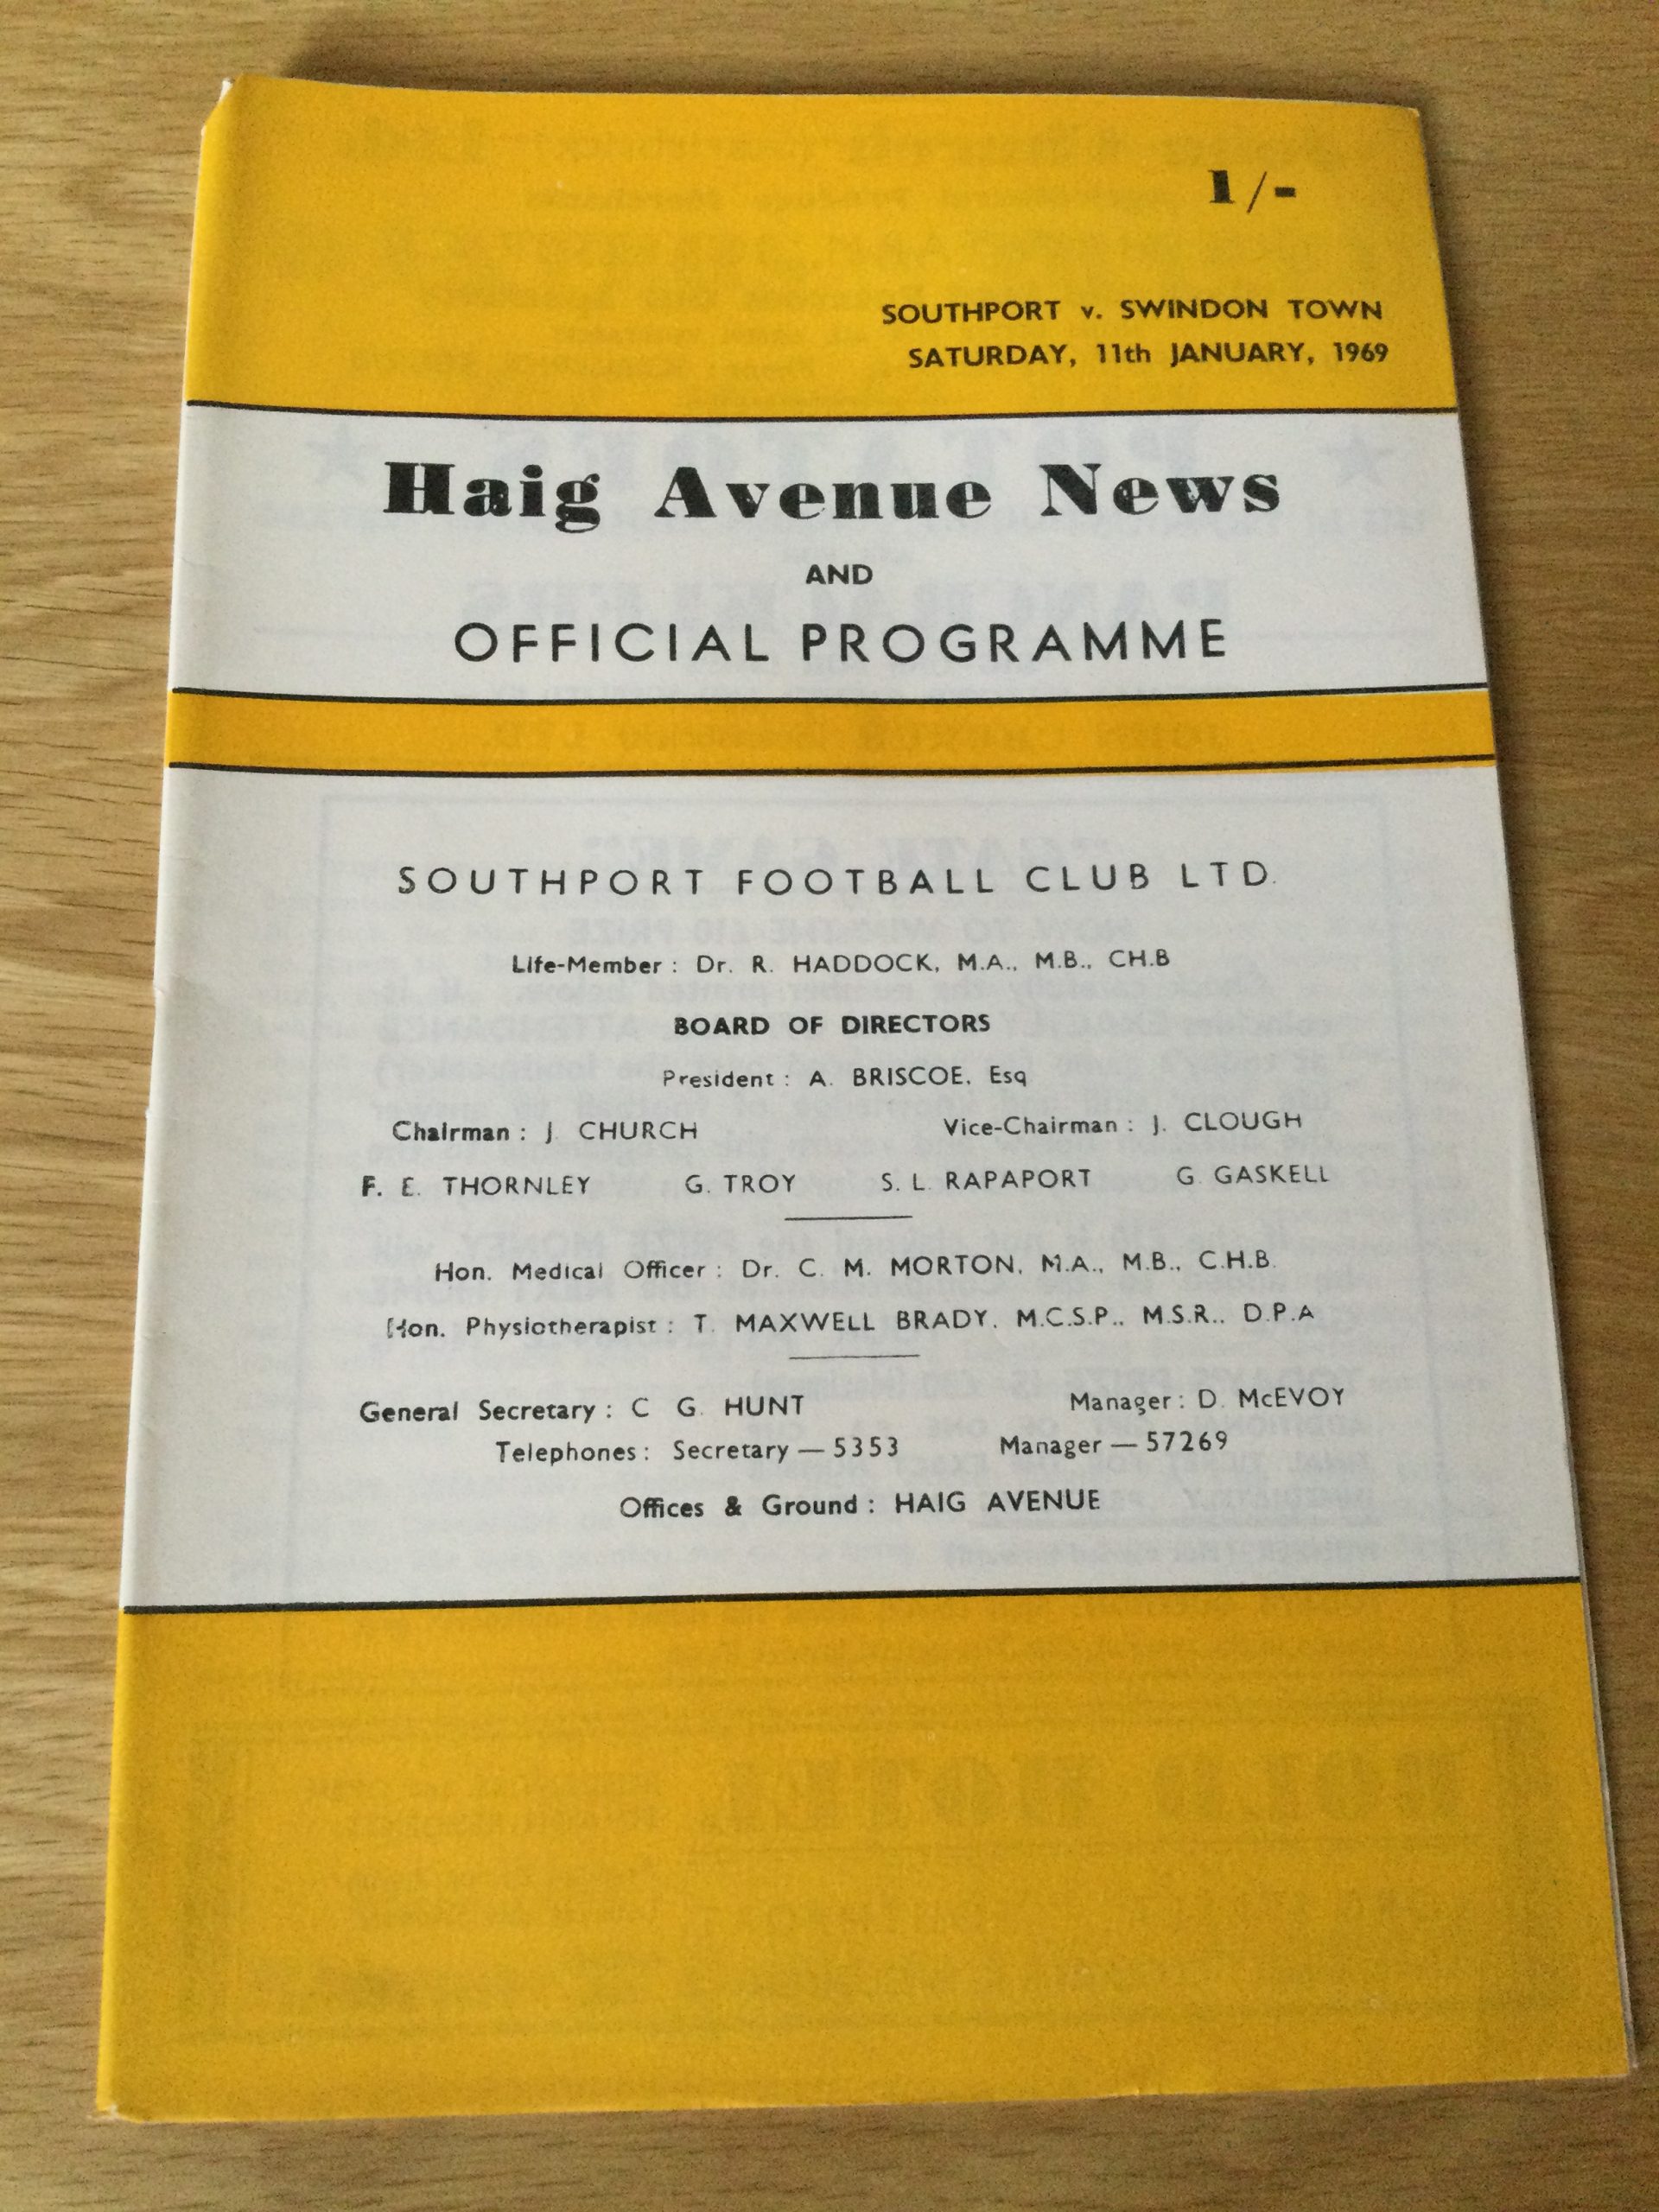 1/-
SOUTHPORT v. SWINDON TOWN
SATURDAY, 11th JANUARY, 1969
Haig Avenue News
AND
OFFICIAL PROGRAMME
SOUTHPORT FOOTBALL CLUB LTD.
Life-Member : Dr. R. HADDOCK, M.A., M.B., CH.B
BOARD OF DIRECTORS
President : A. BRISCOE, Esq
Chairman : J. CHURCH Vice-Chairman : J. CLOUGH
F. E. THORNLEY G. TROY S. L. RAPAPORT G. GASKELL
Hon. Medical Officer : Dr. C. M. MORTON, M.A., M.B., C.H.B.
Hon. Physiotherapist : T. MAXWELL BRADY, M.C.S.P., M.S.R., D.P.A
General Secretary : C. G. HUNT Manager : D. McEVOY
Telephones : Secretary — 5353 Manager — 57269
Offices & Ground : HAIG AVENUE